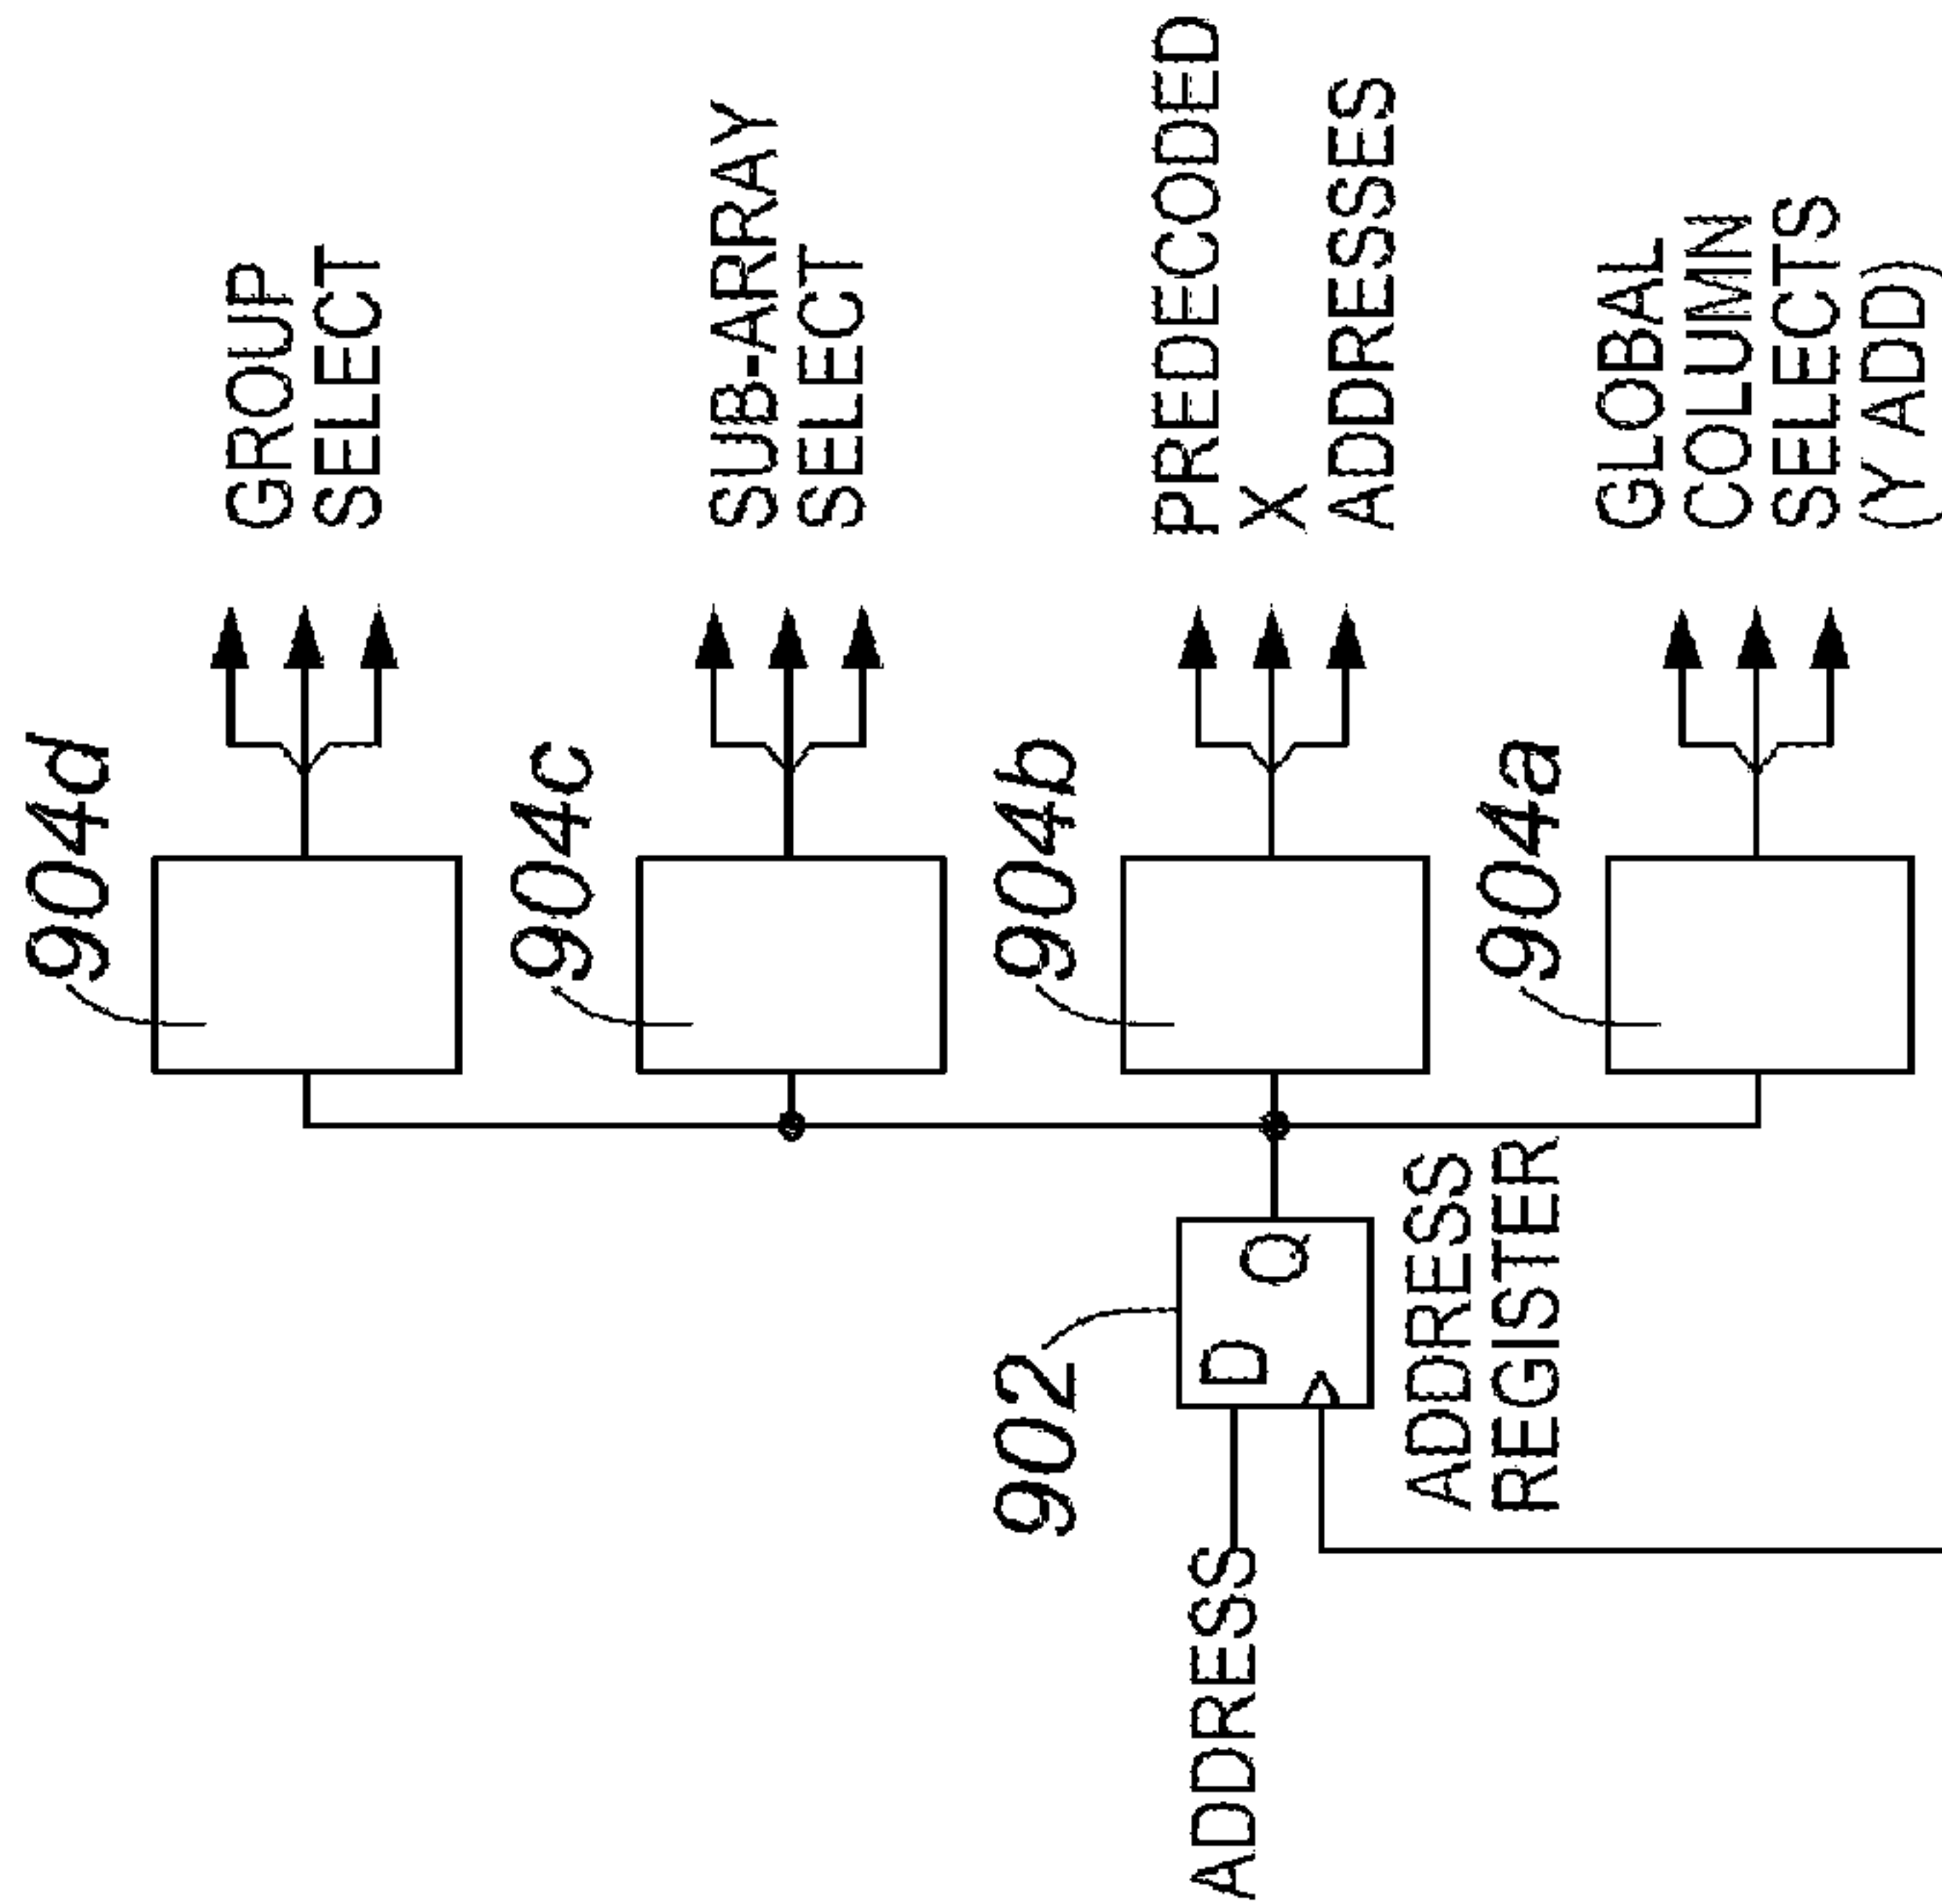 904d
GROUP
SELECT
904c
SUB-ARRAY
SELECT
904b
PREDECODED
X
ADDRESSES
904a
GLOBAL
COLUMN
SELECTS
(Y ADD)
902
D
Q
ADDRESS
ADDRESS
REGISTER